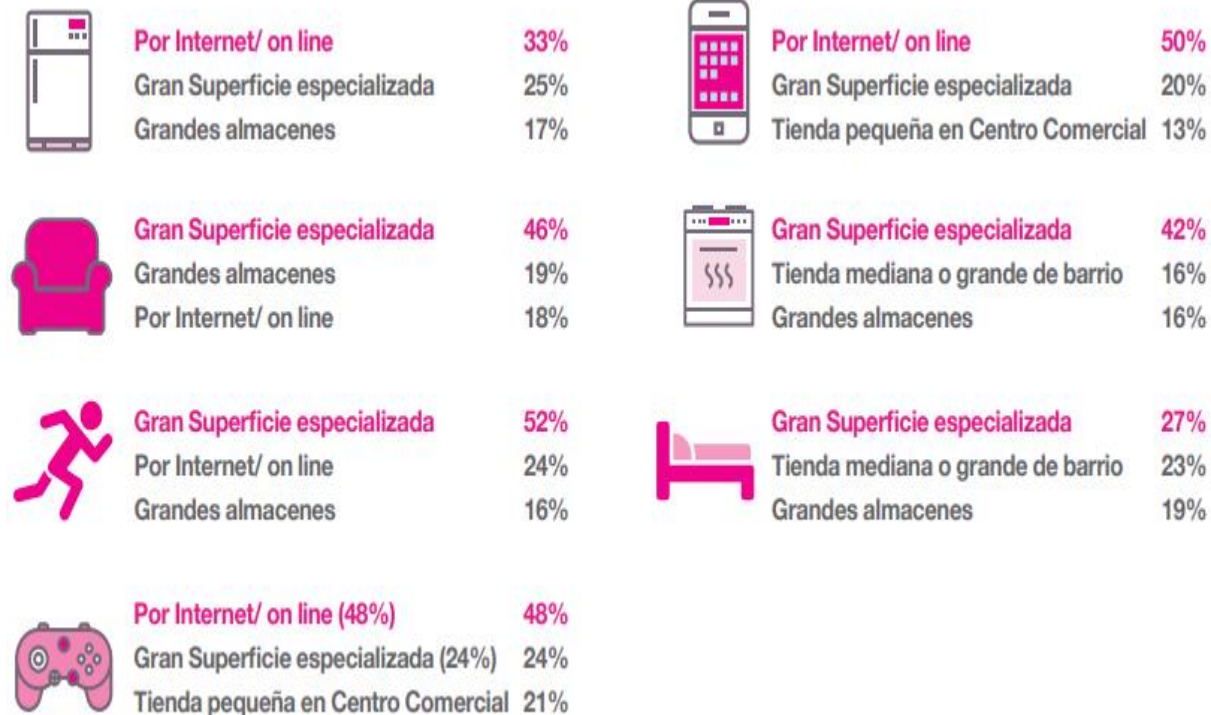 Por Internet/ on line 33%
Gran Superficie especializada 25%
Grandes almacenes 17%
Por Internet/ on line 50%
Gran Superficie especializada 20%
Tienda pequeña en Centro Comercial 13%
Gran Superficie especializada 46%
Grandes almacenes 19%
Por Internet/ on line 18%
Gran Superficie especializada 42%
Tienda mediana o grande de barrio 16%
Grandes almacenes 16%
Gran Superficie especializada 52%
Por Internet/ on line 24%
Grandes almacenes 16%
Gran Superficie especializada 27%
Tienda mediana o grande de barrio 23%
Grandes almacenes 19%
Por Internet/ on line (48%) 48%
Gran Superficie especializada (24%) 24%
Tienda pequeña en Centro Comercial 21%